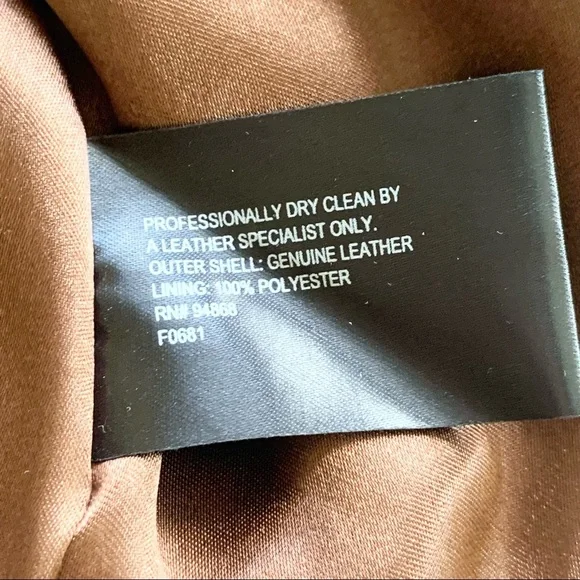 PROFESSIONALLY DRY CLEAN BY
A LEATHER SPECIALIST ONLY.
OUTER SHELL: GENUINE LEATHER
LINING: 100% POLYESTER
RN# 94868
F0681